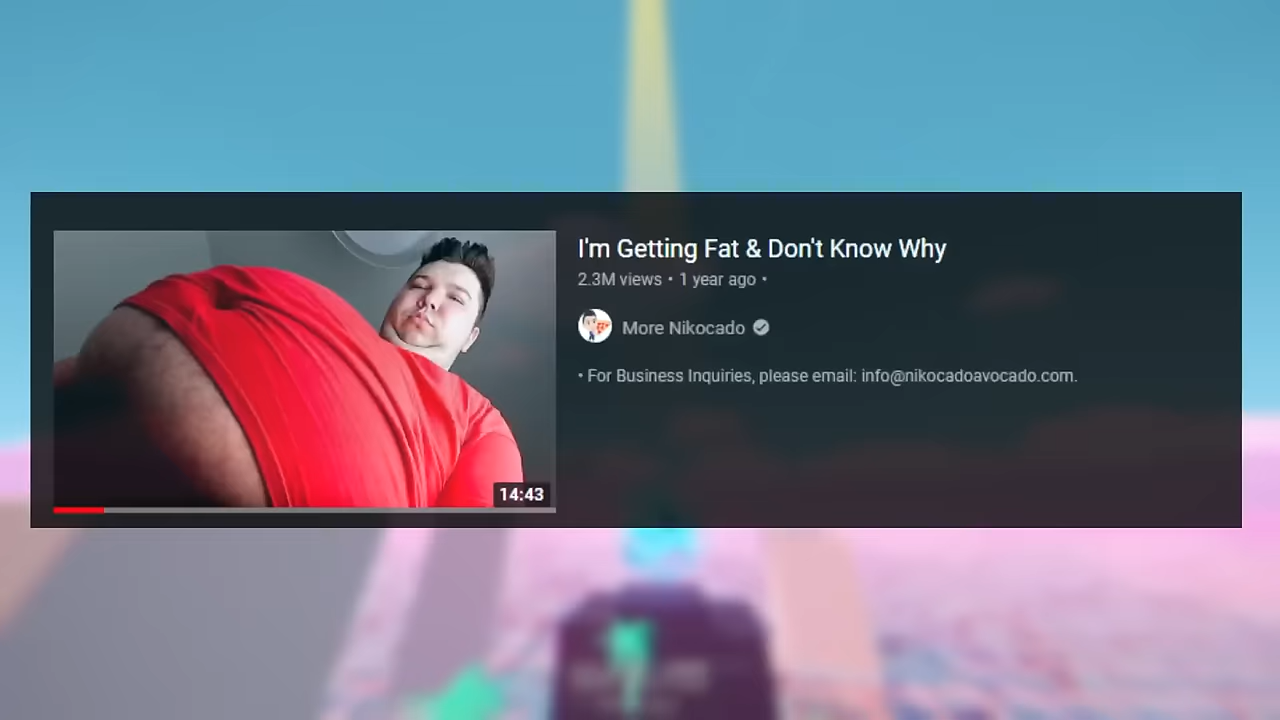 I'm Getting Fat & Don't Know Why
2.3M views • 1 year ago •
More Nikocado
• For Business Inquiries, please email: info@nikocadoavocado.com.
14:43